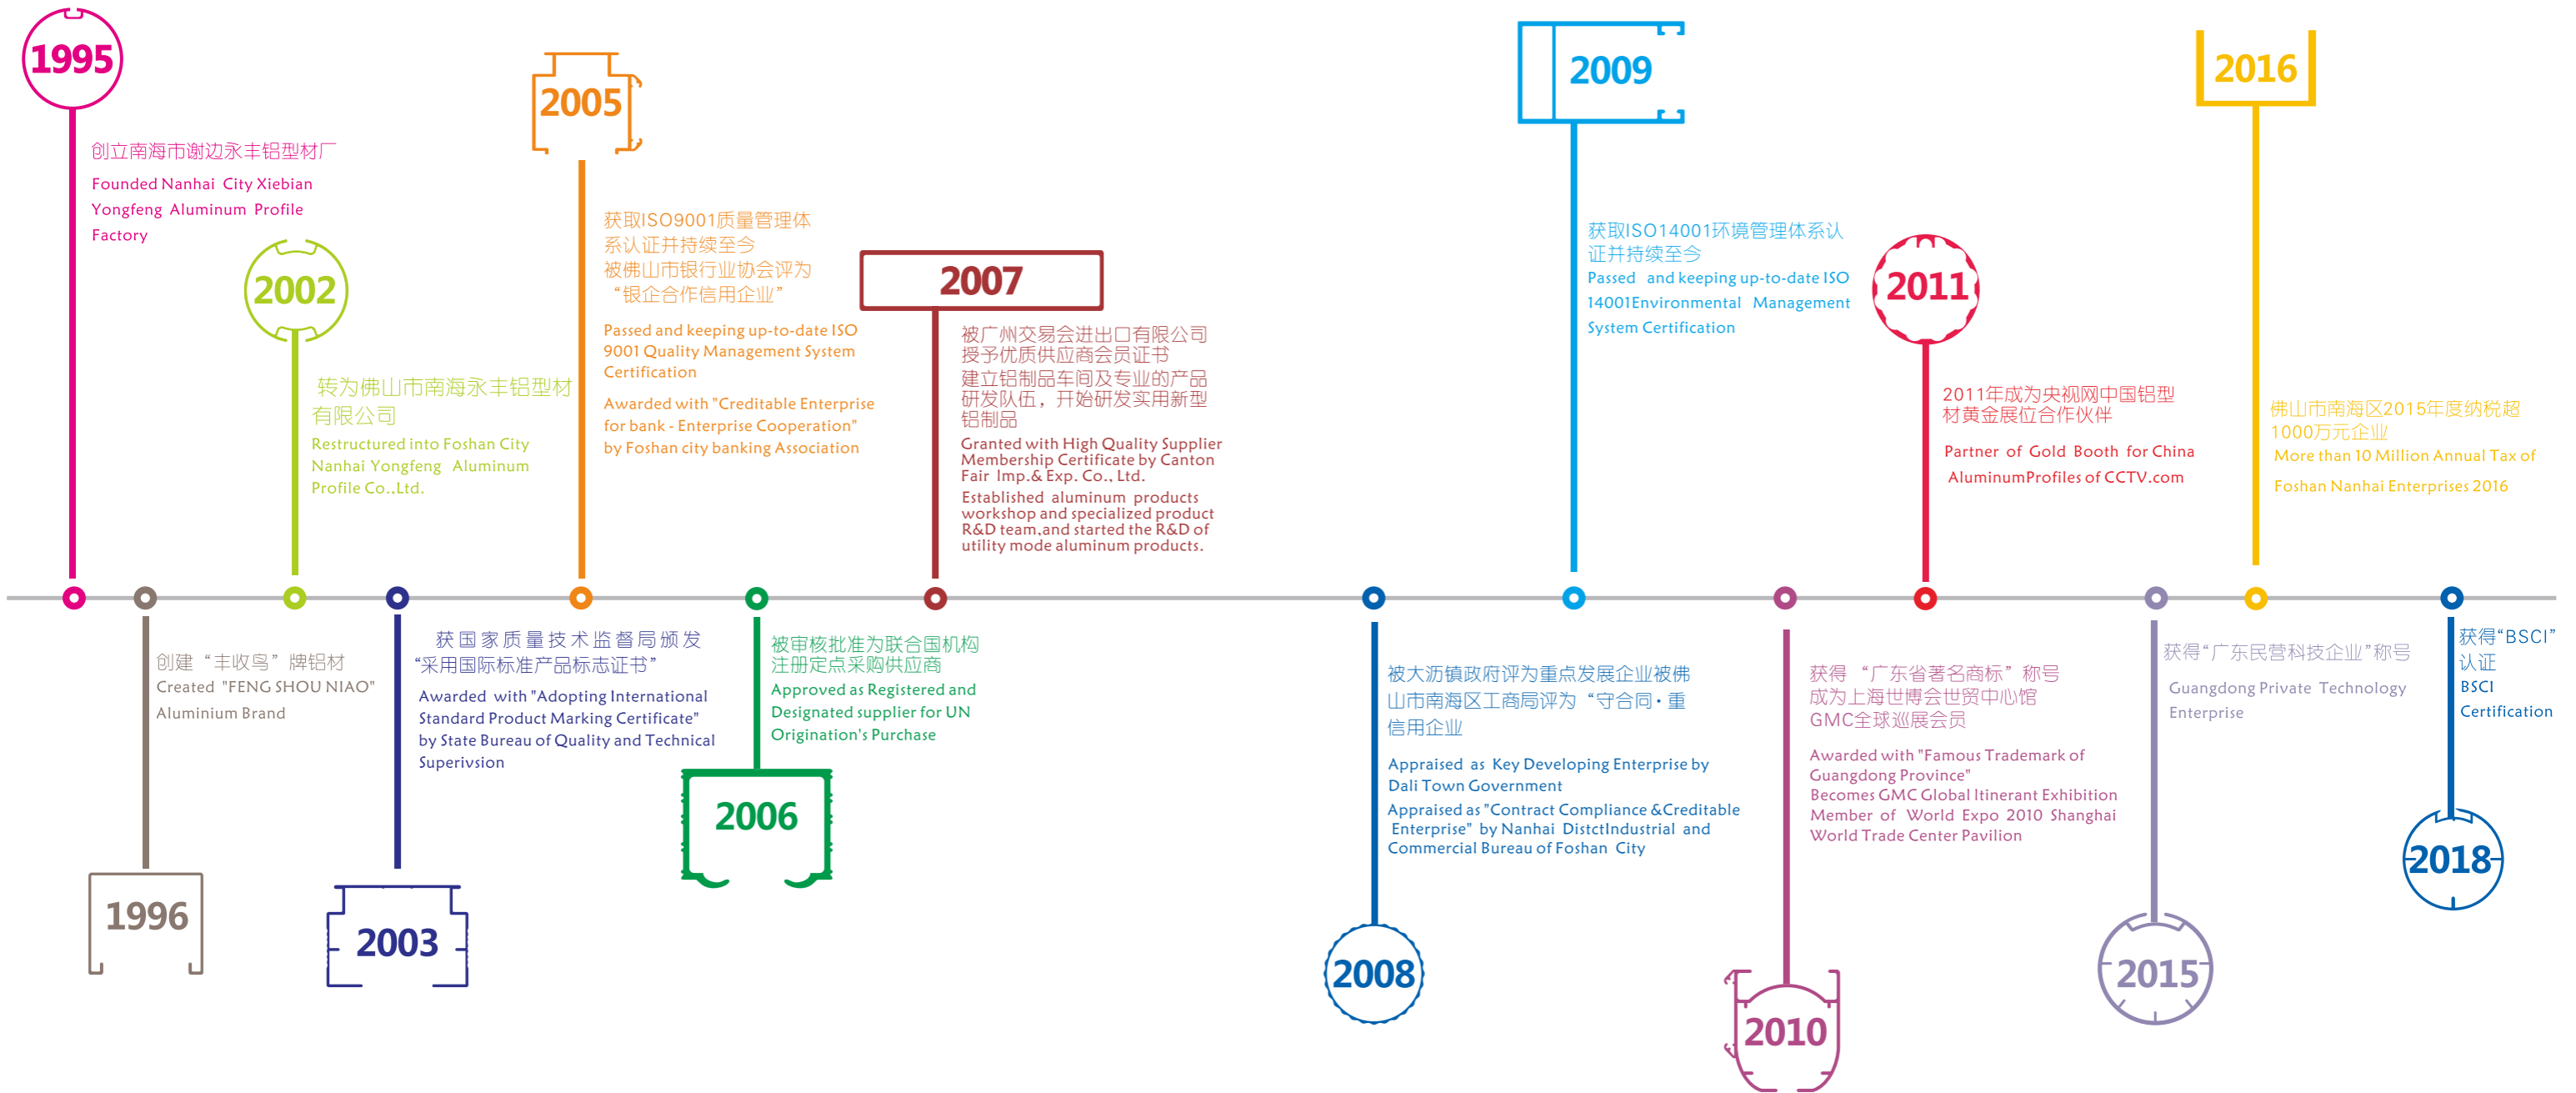 1995
创立南海市谢边永丰铝型材厂
Founded Nanhai City Xiebian
Yongfeng Aluminum Profile
Factory
1996
创建“丰收鸟”牌铝材
Created "FENG SHOU NIAO"
Aluminium Brand
2002
转为佛山市南海永丰铝型材
有限公司
Restructured into Foshan City
Nanhai Yongfeng Aluminum
Profile Co.,Ltd.
2003
获国家质量技术监督局颁发
“采用国际标准产品标志证书”
Awarded with "Adopting International
Standard Product Marking Certificate"
by State Bureau of Quality and Technical
Superivsion
2005
获取ISO9001质量管理体
系认证并持续至今
被佛山市银行业协会评为
“银企合作信用企业”
Passed and keeping up-to-date ISO
9001 Quality Management System
Certification
Awarded with "Creditable Enterprise
for bank - Enterprise Cooperation"
by Foshan city banking Association
2006
被审核批准为联合国机构
注册定点采购供应商
Approved as Registered and
Designated supplier for UN
Origination's Purchase
2007
被广州交易会进出口有限公司
授予优质供应商会员证书
建立铝制品车间及专业的产品
研发队伍，开始研发实用新型
铝制品
Granted with High Quality Supplier
Membership Certificate by Canton
Fair Imp.& Exp. Co., Ltd.
Established aluminum products
workshop and specialized product
R&D team,and started the R&D of
utility mode aluminum products.
2008
被大沥镇政府评为重点发展企业被佛
山市南海区工商局评为“守合同·重
信用企业
Appraised as Key Developing Enterprise by
Dali Town Government
Appraised as "Contract Compliance &Creditable
Enterprise" by Nanhai DistctIndustrial and
Commercial Bureau of Foshan City
2009
获取ISO14001环境管理体系认
证并持续至今
Passed and keeping up-to-date ISO
14001Environmental Management
System Certification
2010
获得“广东省著名商标”称号
成为上海世博会世贸中心馆
GMC全球巡展会员
Awarded with "Famous Trademark of
Guangdong Province"
Becomes GMC Global Itinerant Exhibition
Member of World Expo 2010 Shanghai
World Trade Center Pavilion
2011
2011年成为央视网中国铝型
材黄金展位合作伙伴
Partner of Gold Booth for China
AluminumProfiles of CCTV.com
2015
获得“广东民营科技企业”称号
Guangdong Private Technology
Enterprise
2016
佛山市南海区2015年度纳税超
1000万元企业
More than 10 Million Annual Tax of
Foshan Nanhai Enterprises 2016
2018
获得“BSCI”
认证
BSCI
Certification